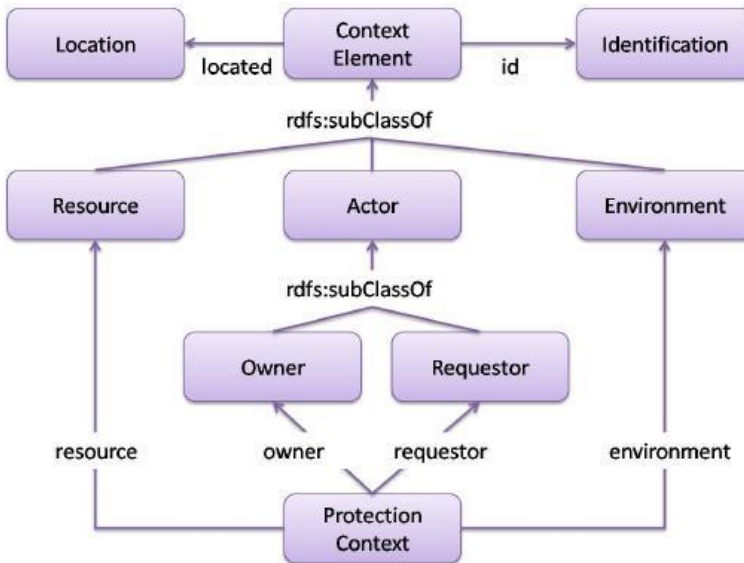 Location
Context
Element
Identification
located
id
rdfs:subClassOf
Resource
Actor
Environment
rdfs:subClassOf
Owner
Requestor
resource
owner
requestor
environment
Protection
Context